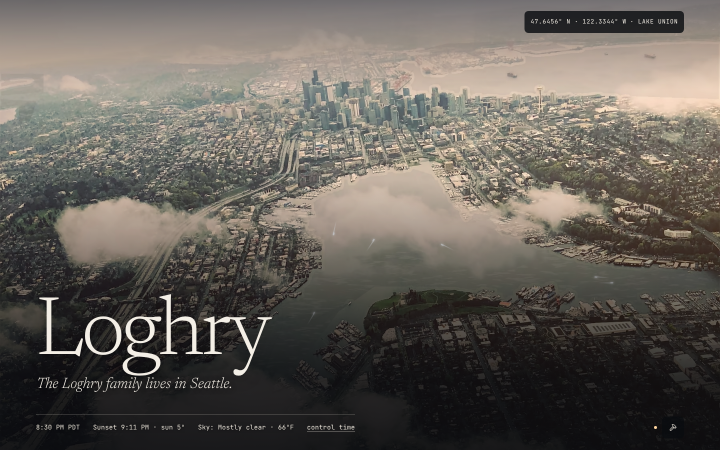 47.6456° N · 122.3344° W · LAKE UNION
Loghry
The Loghry family lives in Seattle.
8:30 PM PDT Sunset 9:11 PM · sun 5° Sky: Mostly clear · 66°F control time